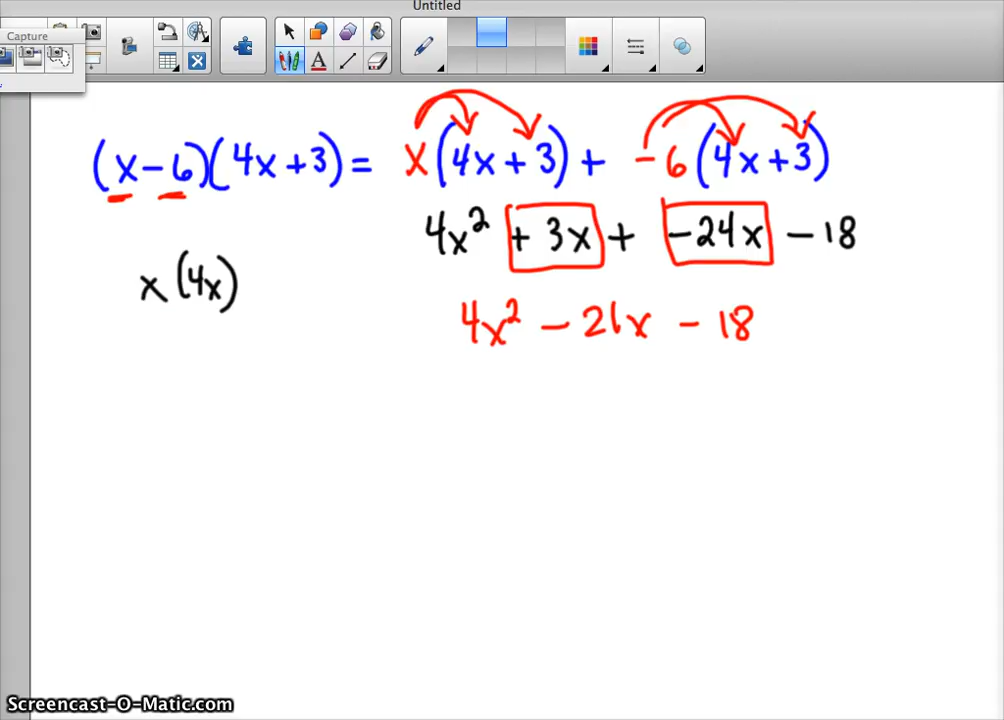 Untitled
Capture
(x-6)(4x+3) = x(4x+3) + -6(4x+3)
4x² + 3x + -24x - 18
x(4x)
4x² - 21x - 18
Screencast-O-Matic.com